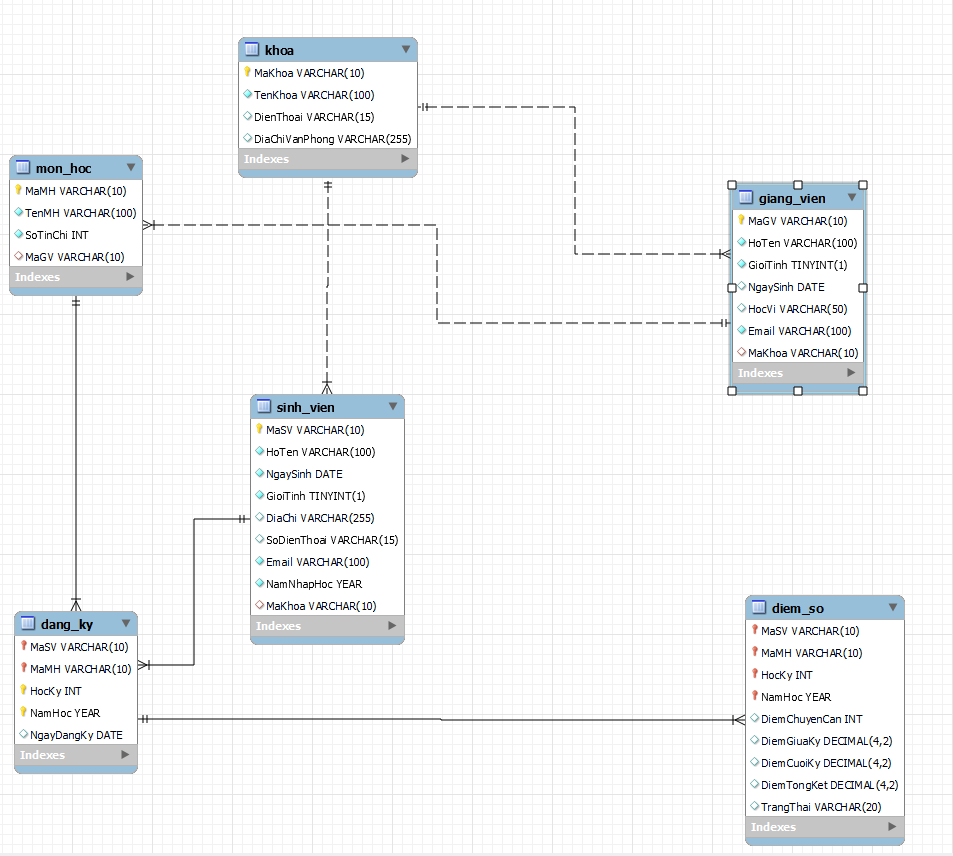 khoa
MaKhoa VARCHAR(10)
TenKhoa VARCHAR(100)
DienThoai VARCHAR(15)
DiaChiVanPhong VARCHAR(255)
Indexes
mon_hoc
MaMH VARCHAR(10)
TenMH VARCHAR(100)
SoTinChi INT
MaGV VARCHAR(10)
Indexes
giang_vien
MaGV VARCHAR(10)
HoTen VARCHAR(100)
GioiTinh TINYINT(1)
NgaySinh DATE
HocVi VARCHAR(50)
Email VARCHAR(100)
MaKhoa VARCHAR(10)
Indexes
sinh_vien
MaSV VARCHAR(10)
HoTen VARCHAR(100)
NgaySinh DATE
GioiTinh TINYINT(1)
DiaChi VARCHAR(255)
SoDienThoai VARCHAR(15)
Email VARCHAR(100)
NamNhapHoc YEAR
MaKhoa VARCHAR(10)
Indexes
dang_ky
MaSV VARCHAR(10)
MaMH VARCHAR(10)
HocKy INT
NamHoc YEAR
NgayDangKy DATE
Indexes
diem_so
MaSV VARCHAR(10)
MaMH VARCHAR(10)
HocKy INT
NamHoc YEAR
DiemChuyenCan INT
DiemGiuaKy DECIMAL(4,2)
DiemCuoiKy DECIMAL(4,2)
DiemTongKet DECIMAL(4,2)
TrangThai VARCHAR(20)
Indexes